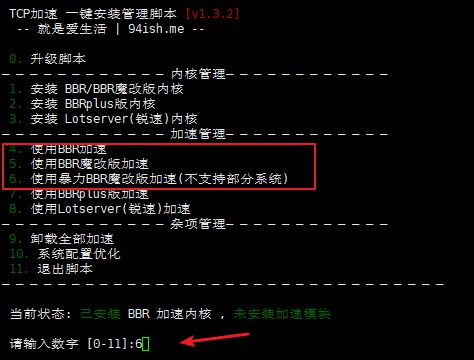 TCP加速 一键安装管理脚本 [v1.3.2]
-- 就是爱生活 | 94ish.me --
0. 升级脚本
————————————内核管理————————————
1. 安装 BBR/BBR魔改版内核
2. 安装 BBRplus版内核
3. 安装 Lotserver(锐速)内核
————————————加速管理————————————
4. 使用BBR加速
5. 使用BBR魔改版加速
6. 使用暴力BBR魔改版加速(不支持部分系统)
7. 使用BBRplus版加速
8. 使用Lotserver(锐速)加速
————————————杂项管理————————————
9. 卸载全部加速
10. 系统配置优化
11. 退出脚本
————————————————————————————————
当前状态: 已安装 BBR 加速内核 , 未安装加速模块
请输入数字 [0-11]:6